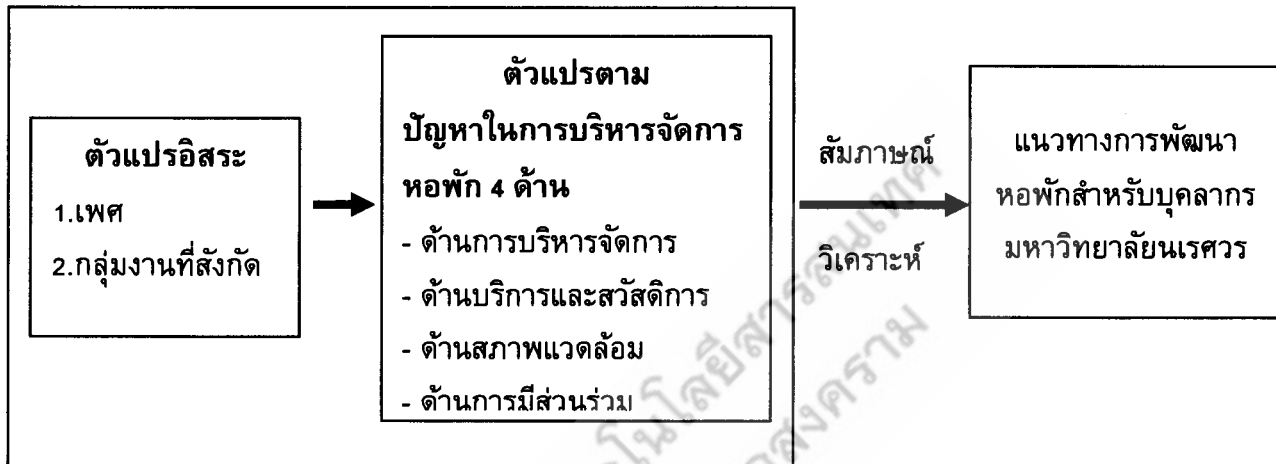 ตัวแปรอิสระ
1.เพศ
2.กลุ่มงานที่สังกัด
ตัวแปรตาม
ปัญหาในการบริหารจัดการ
หอพัก 4 ด้าน
- ด้านการบริหารจัดการ
- ด้านบริการและสวัสดิการ
- ด้านสภาพแวดล้อม
- ด้านการมีส่วนร่วม
สัมภาษณ์
วิเคราะห์
แนวทางการพัฒนา
หอพักสำหรับบุคลากร
มหาวิทยาลัยนเรศวร